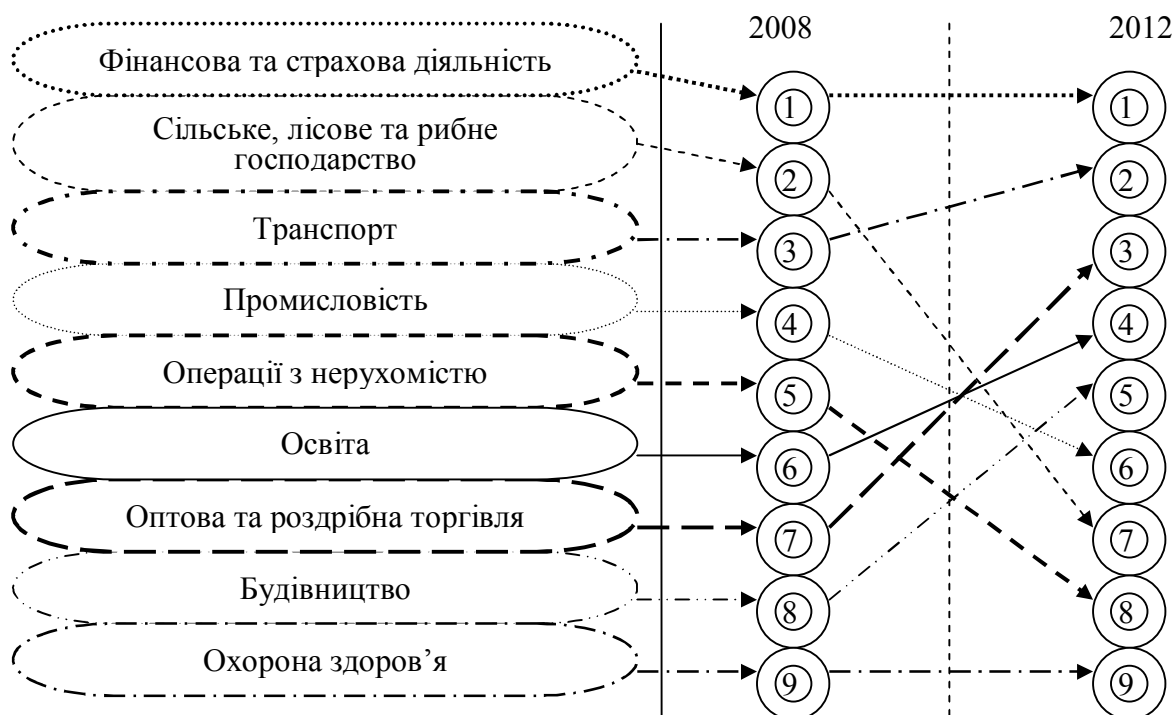 2008 2012
Фінансова та страхова діяльність
1 1
Сільське, лісове та рибне
господарство
2 2
Транспорт
3 3
Промисловість
4 4
Операції з нерухомістю
5 5
Освіта
6 6
Оптова та роздрібна торгівля
7 7
Будівництво
8 8
Охорона здоров’я
9 9